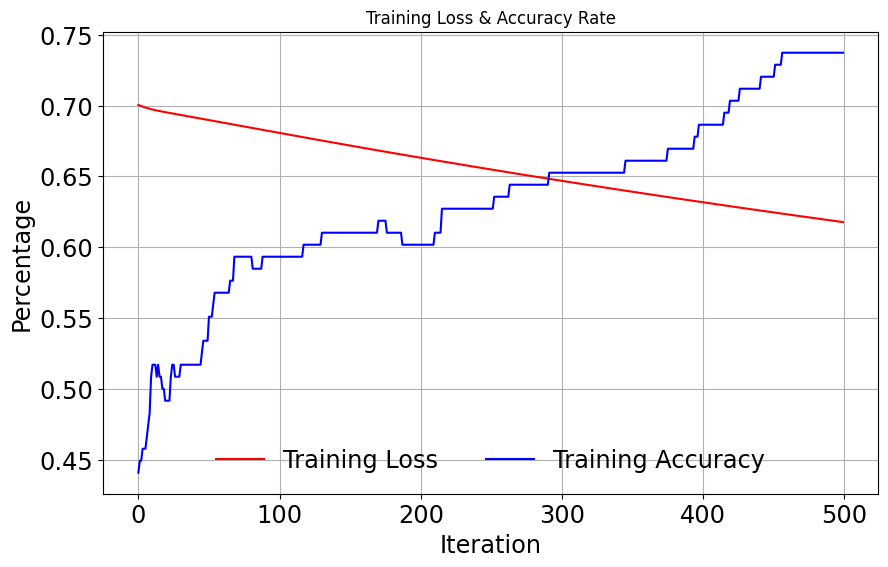 Training Loss & Accuracy Rate
0.75
0.70
0.65
0.60
0.55
0.50
0.45
Percentage
Training Loss
Training Accuracy
0 100 200 300 400 500
Iteration